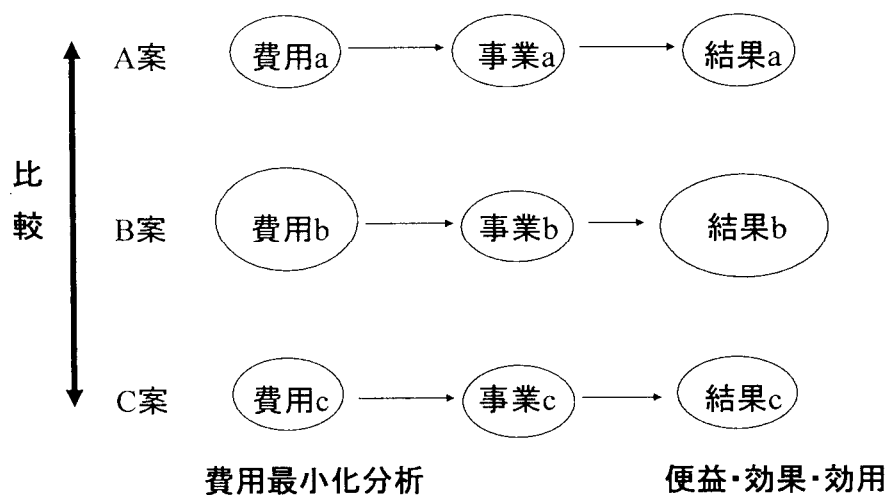 A案 費用a 事業a 結果a
比較
B案 費用b 事業b 結果b
C案 費用c 事業c 結果c
費用最小化分析 便益・効果・効用